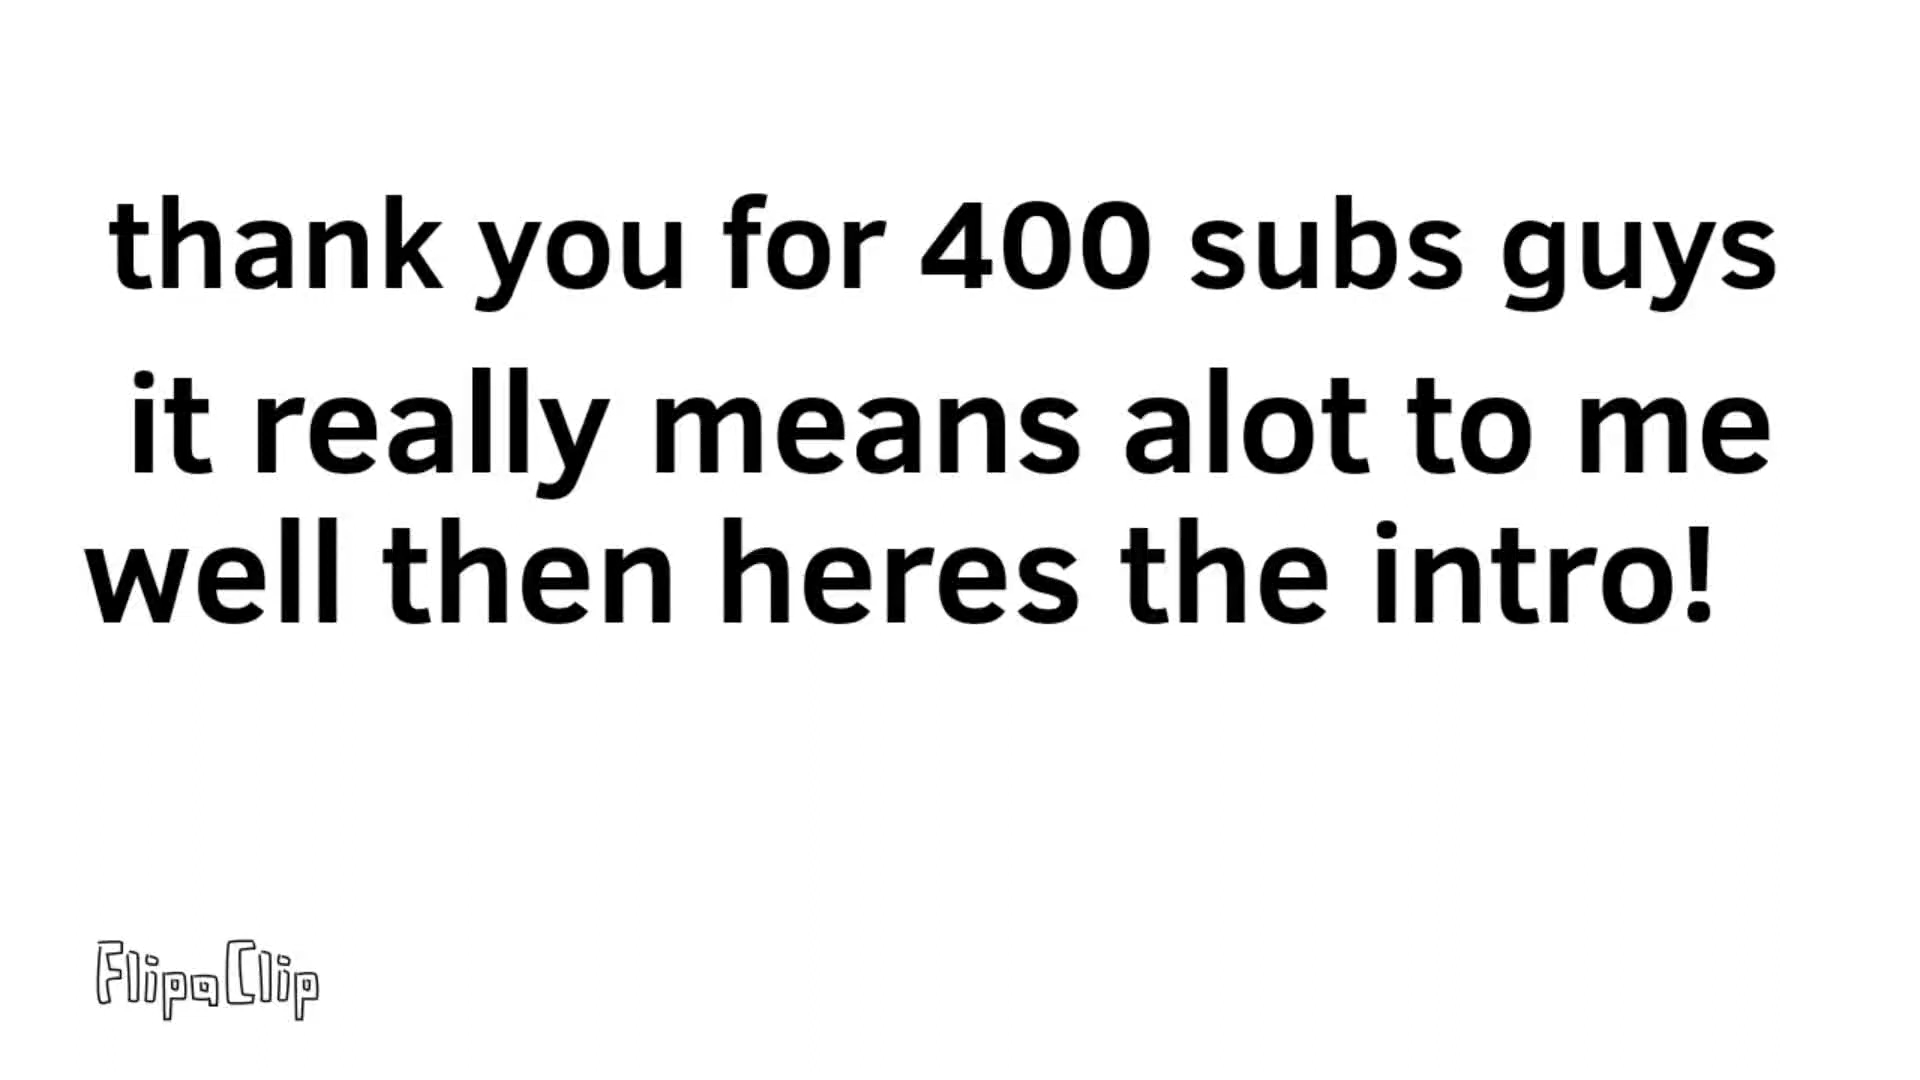 thank you for 400 subs guys
it really means alot to me
well then heres the intro!
FlipaClip